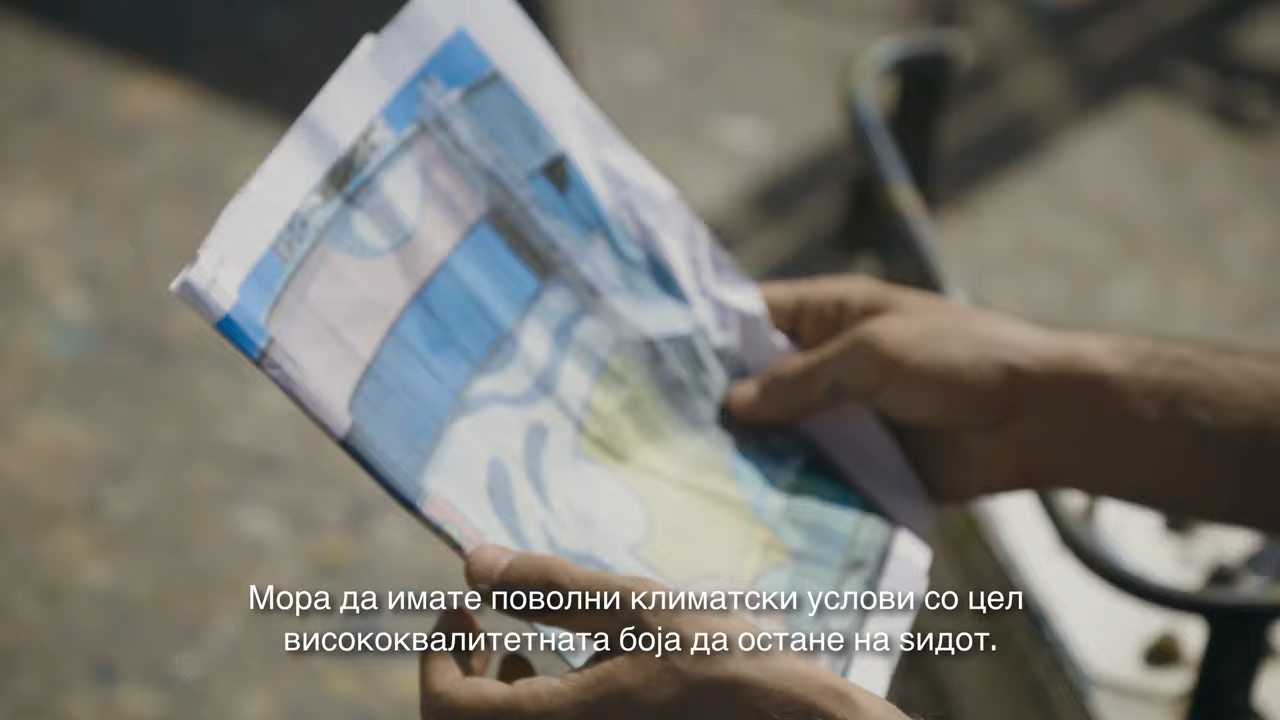 Мора да имате поволни климатски услови со цел
висококвалитетната боја да остане на ѕидот.